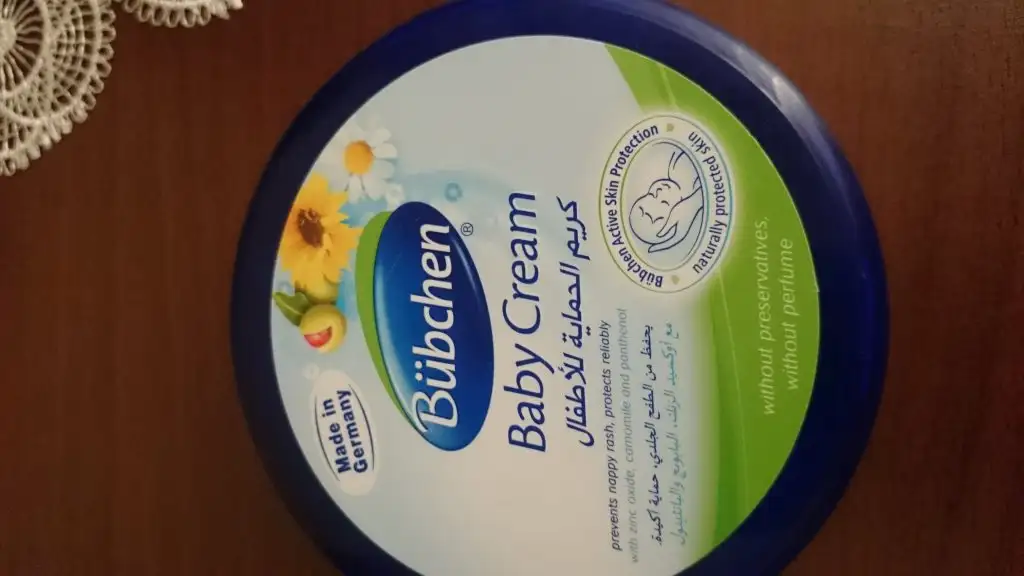 Made in
Germany
Bübchen®
Baby Cream
كريم الحماية للأطفال
prevents nappy rash, protects reliably
with zinc oxide, camomile and panthenol
يحفظ من الطفح الجلدي، حماية أكيدة.
مع أوكسيد الزنك، البابونج والبانثينول
Bübchen Active Skin Protection
naturally protected skin
without preservatives,
without perfume